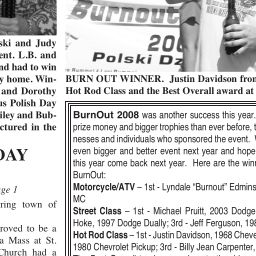 Burnout
200
Polski D
BURN OUT WINNER. Justin Davidson from
Hot Rod Class and the Best Overall award at
ski and Judy
ent. L.B. and
nd had to win
y home. Win-
and Dorothy
us Polish Day
iley and Bub-
ctured in the
DAY
age 1
ring town of
roved to be a
a Mass at St.
Church had a
BurnOut 2008 was another success this year.
prize money and bigger trophies than ever before, t
nesses and individuals who sponsored the event. W
even bigger and better event next year and hope
this year come back next year. Here are the winn
BurnOut:
Motorcycle/ATV – 1st - Lyndale “Burnout” Edmins
MC
Street Class – 1st - Michael Pruitt, 2003 Dodge
Hoke, 1997 Dodge Dually; 3rd - Jeff Ferguson, 198
Hot Rod Class – 1st - Justin Davidson, 1968 Cheve
1980 Chevrolet Pickup; 3rd - Billy Jean Carpenter,